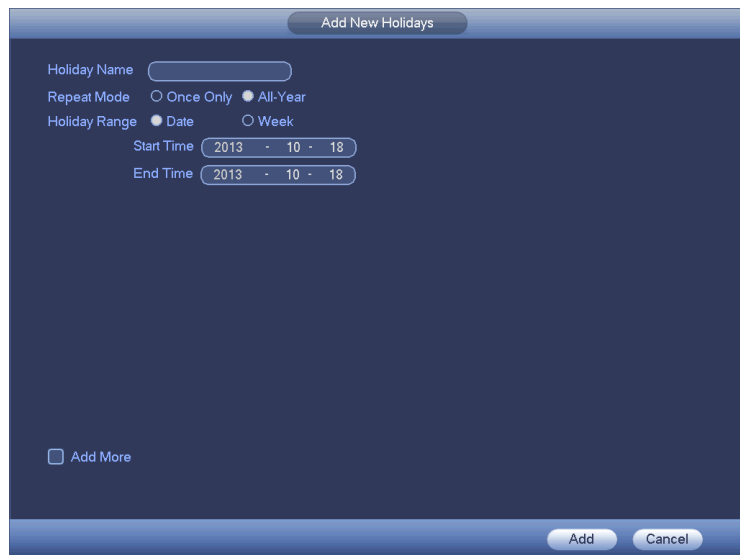 Add New Holidays
Holiday Name
Repeat Mode Once Only All-Year
Holiday Range Date Week
Start Time 2013 - 10 - 18
End Time 2013 - 10 - 18
Add More
Add Cancel